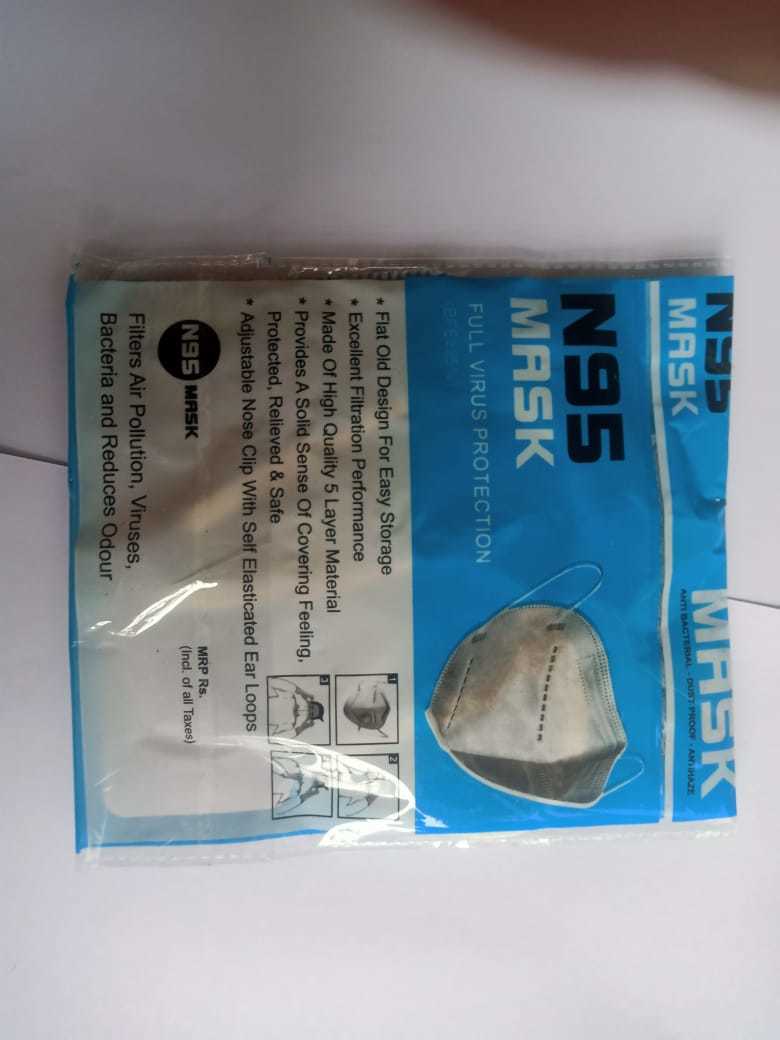 N95
MASK
MASK
ANTI BACTERIAL - DUST PROOF - ANTIHAZE
N95
MASK
FULL VIRUS PROTECTION
* Flat Old Design For Easy Storage
* Excellent Filtration Performance
* Made Of High Quality 5 Layer Material
* Provides A Solid Sense Of Covering Feeling,
Protected, Relieved & Safe
* Adjustable Nose Clip With Self Elasticated Ear Loops
1
2
3
N95 MASK
MRP Rs.
(Incl. of all Taxes)
Filters Air Pollution, Viruses,
Bacteria and Reduces Odour